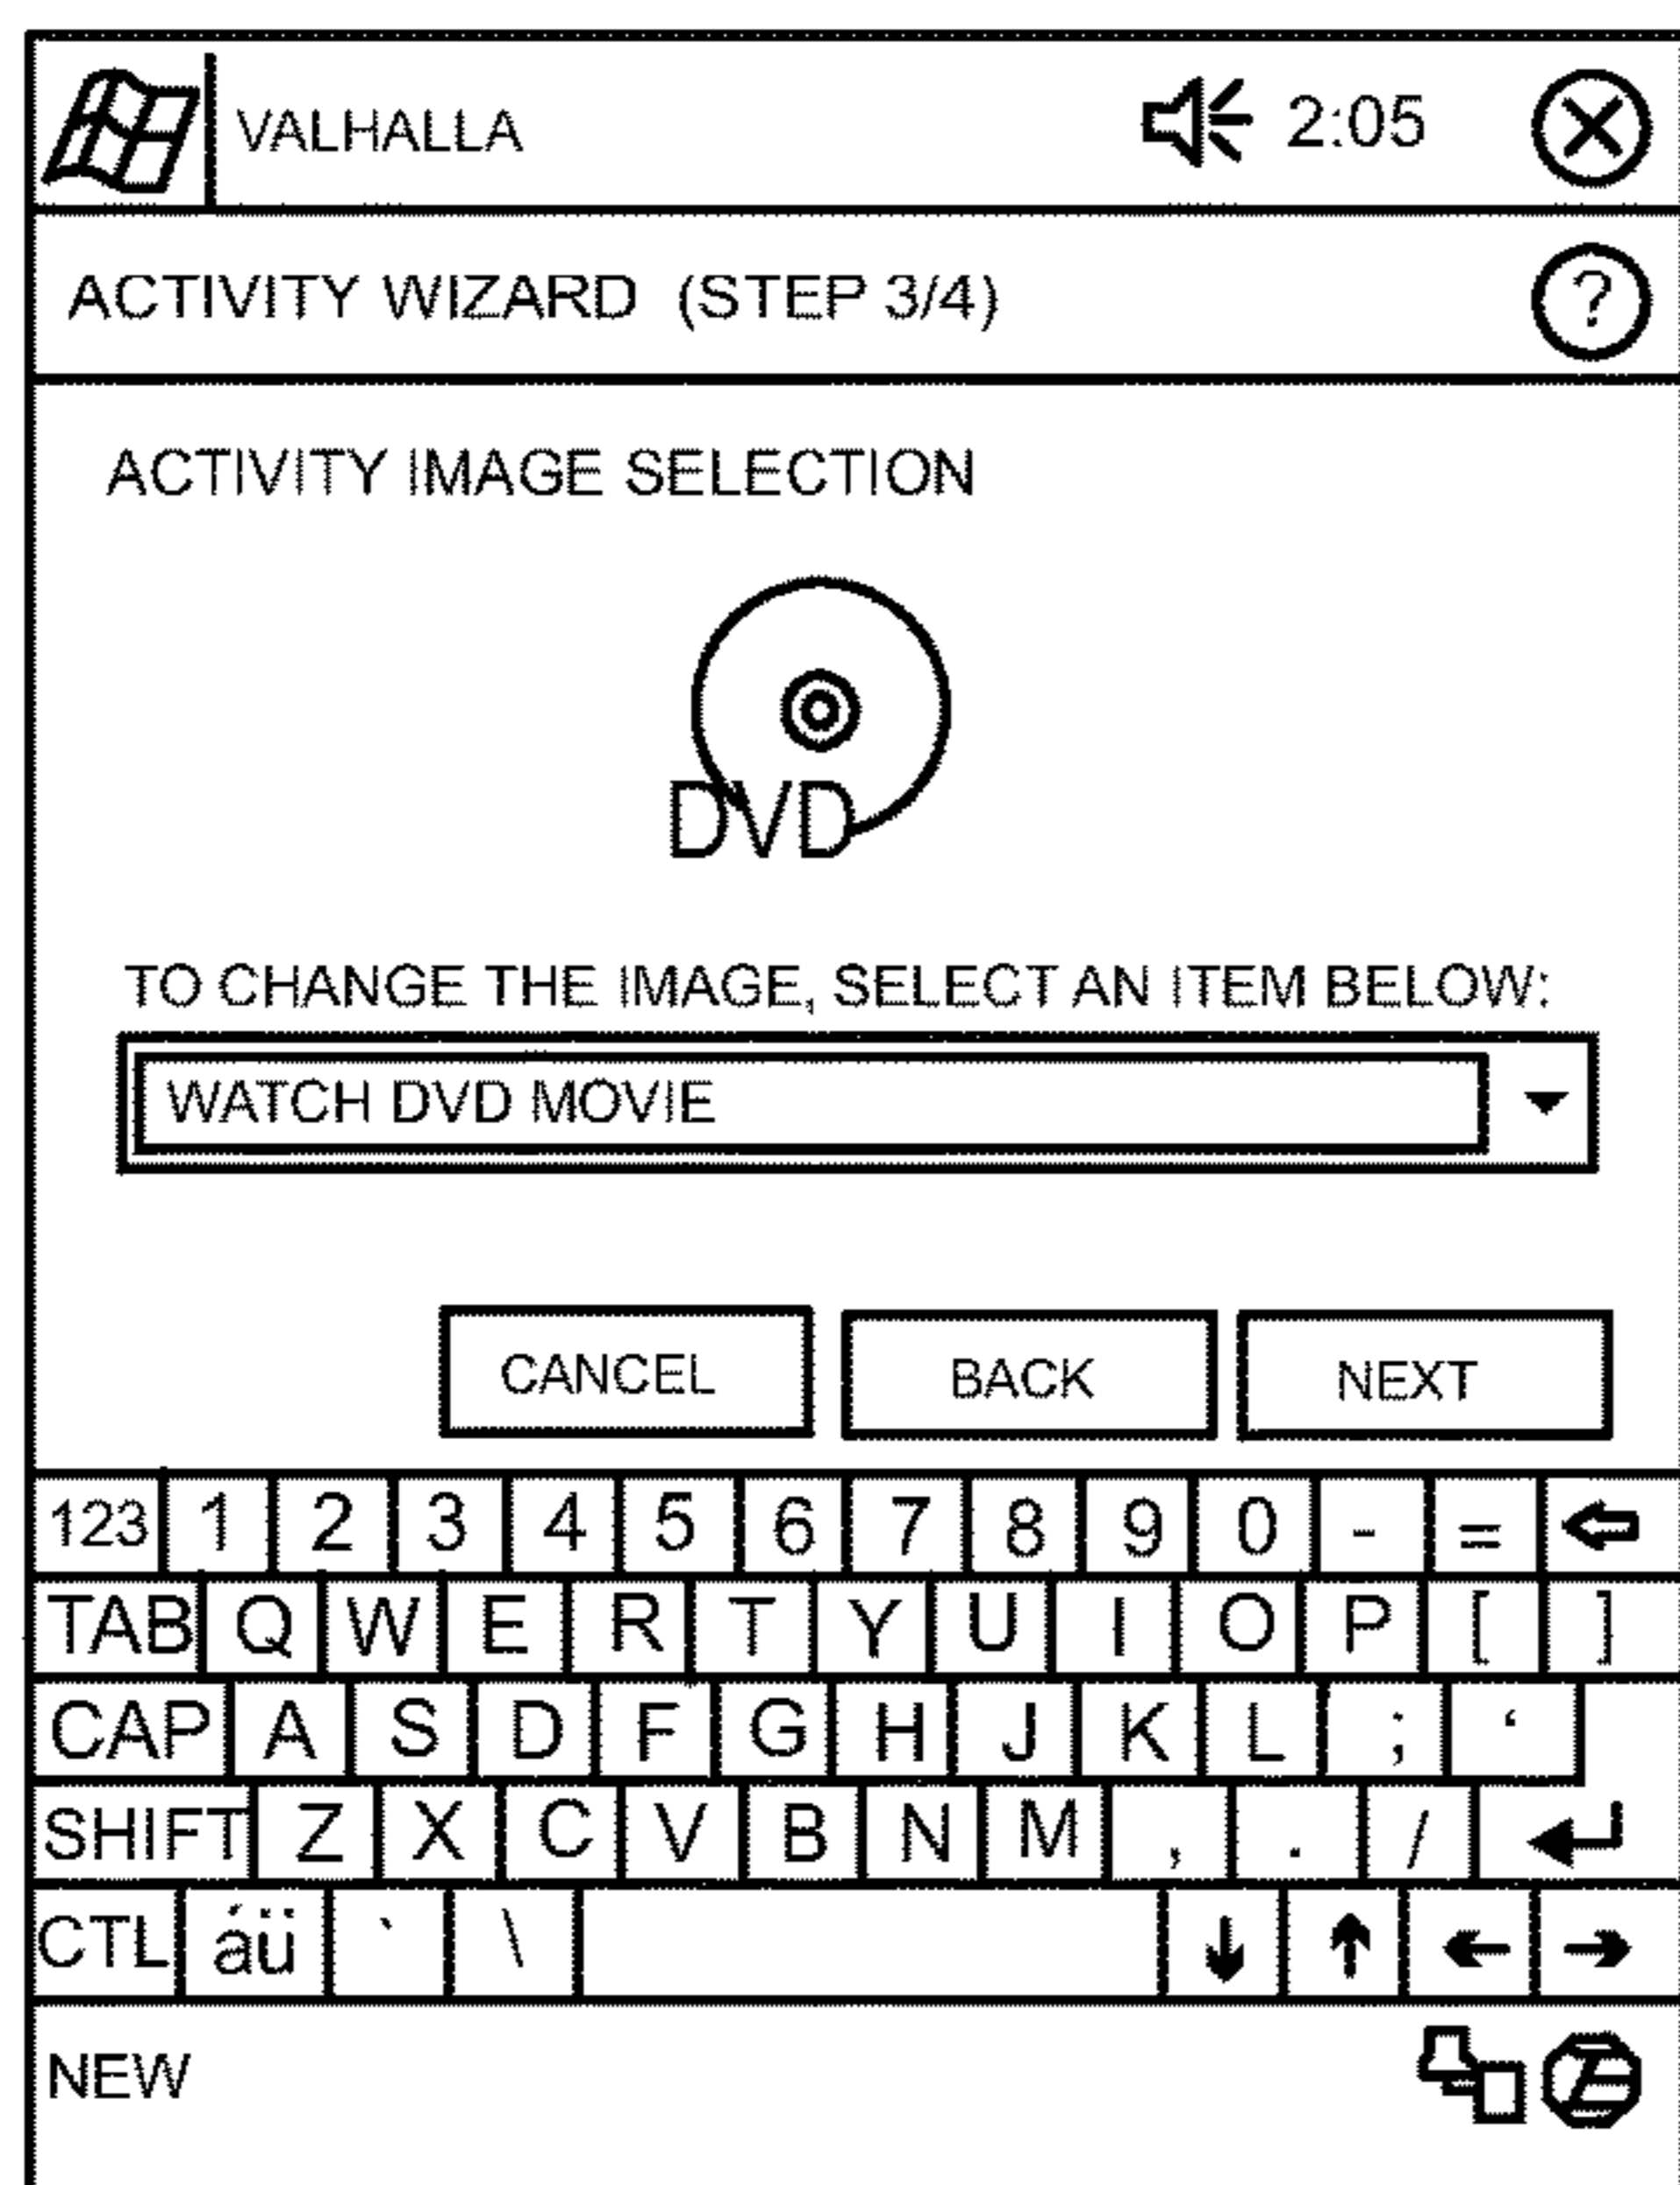 VALHALLA 2:05
ACTIVITY WIZARD (STEP 3/4) ?
ACTIVITY IMAGE SELECTION
DVD
TO CHANGE THE IMAGE, SELECT AN ITEM BELOW:
WATCH DVD MOVIE
CANCEL BACK NEXT
123 1 2 3 4 5 6 7 8 9 0 - =
TAB Q W E R T Y U I O P [ ]
CAP A S D F G H J K L ; ‘
SHIFT Z X C V B N M , . /
CTL áü ` \
NEW